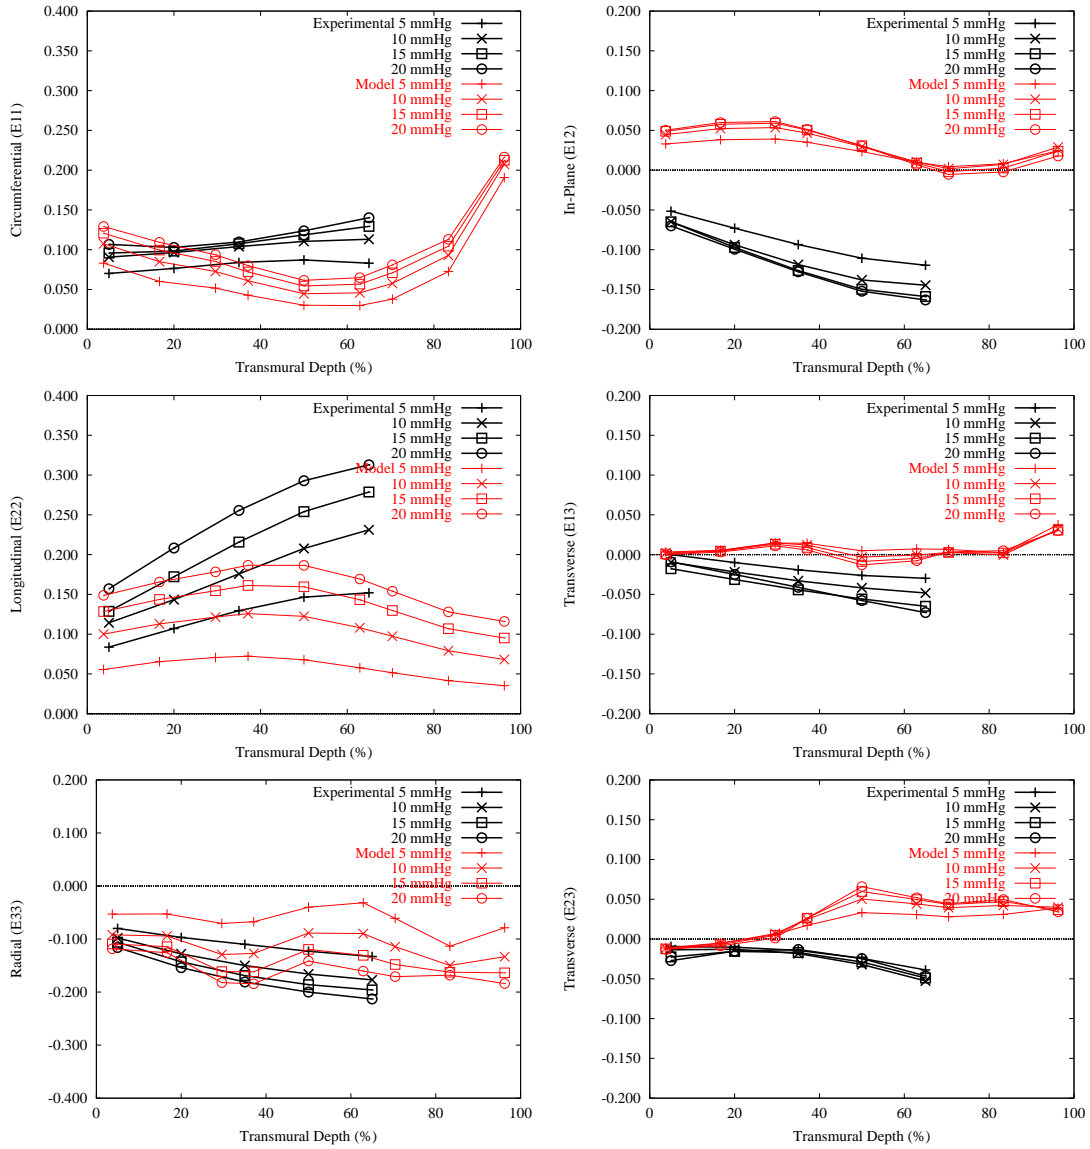 0.400
0.350
0.300
0.250
0.200
0.150
0.100
0.050
0.000
0
20
40
60
80
100
Circumferential (E11)
Transmural Depth (%)
Experimental 5 mmHg
10 mmHg
15 mmHg
20 mmHg
Model 5 mmHg
10 mmHg
15 mmHg
20 mmHg
0.200
0.150
0.100
0.050
0.000
-0.050
-0.100
-0.150
-0.200
0
20
40
60
80
100
In-Plane (E12)
Transmural Depth (%)
Experimental 5 mmHg
10 mmHg
15 mmHg
20 mmHg
Model 5 mmHg
10 mmHg
15 mmHg
20 mmHg
0.400
0.350
0.300
0.250
0.200
0.150
0.100
0.050
0.000
0
20
40
60
80
100
Longitutinal (E22)
Transmural Depth (%)
Experimental 5 mmHg
10 mmHg
15 mmHg
20 mmHg
Model 5 mmHg
10 mmHg
15 mmHg
20 mmHg
0.200
0.150
0.100
0.050
0.000
-0.050
-0.100
-0.150
-0.200
0
20
40
60
80
100
Transverse (E13)
Transmural Depth (%)
Experimental 5 mmHg
10 mmHg
15 mmHg
20 mmHg
Model 5 mmHg
10 mmHg
15 mmHg
20 mmHg
0.200
0.100
0.000
-0.100
-0.200
-0.300
-0.400
0
20
40
60
80
100
Radial (E33)
Transmural Depth (%)
Experimental 5 mmHg
10 mmHg
15 mmHg
20 mmHg
Model 5 mmHg
10 mmHg
15 mmHg
20 mmHg
0.200
0.150
0.100
0.050
0.000
-0.050
-0.100
-0.150
-0.200
0
20
40
60
80
100
Transverse (E23)
Transmural Depth (%)
Experimental 5 mmHg
10 mmHg
15 mmHg
20 mmHg
Model 5 mmHg
10 mmHg
15 mmHg
20 mmHg